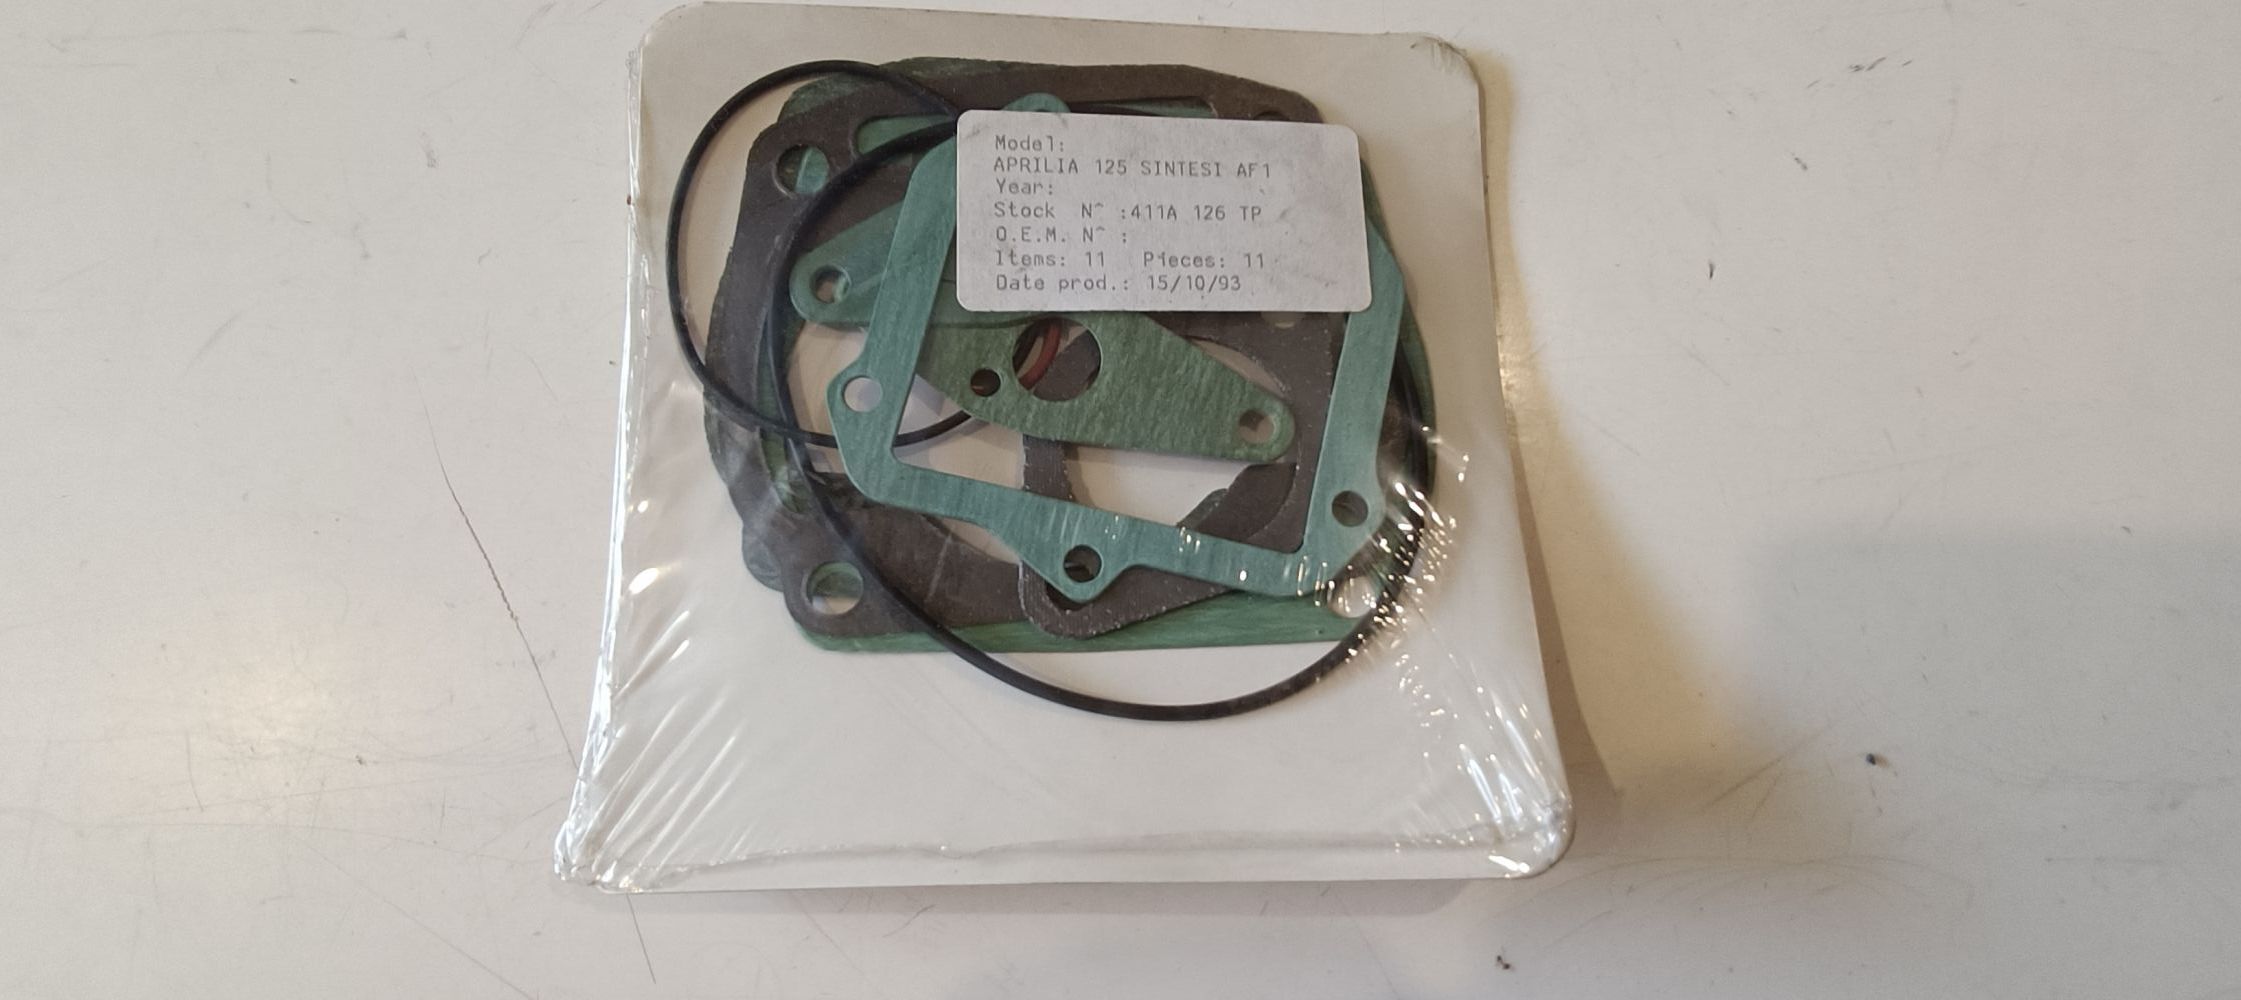 Model:
APRILIA 125 SINTESI AF1
Year:
Stock N^ :411A 126 TP
O.E.M. N^ :
Items: 11 Pieces: 11
Date prod.: 15/10/93